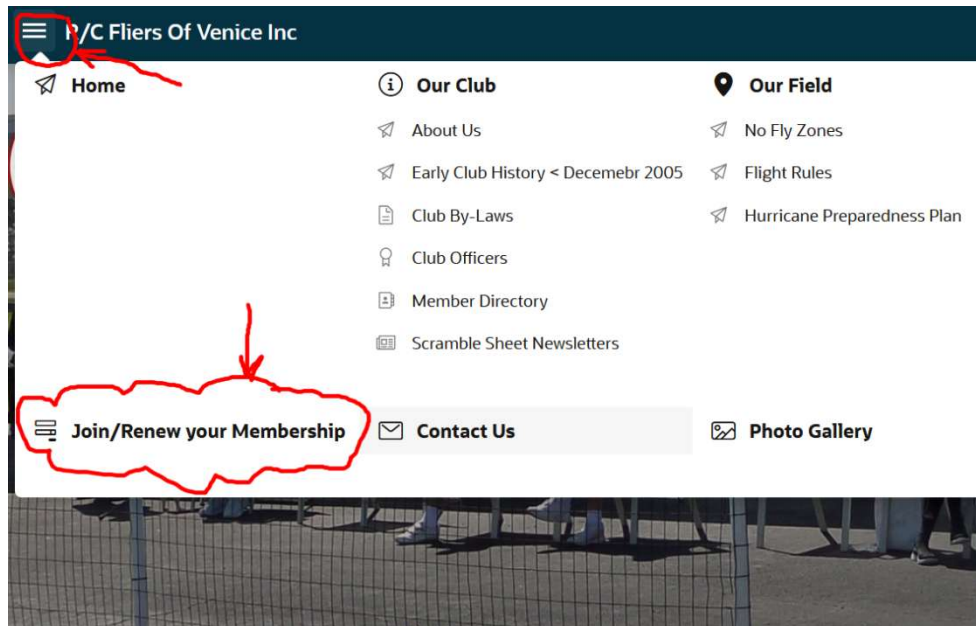 R/C Fliers Of Venice Inc
Home
Our Club
About Us
Early Club History < Decemebr 2005
Club By-Laws
Club Officers
Member Directory
Scramble Sheet Newsletters
Our Field
No Fly Zones
Flight Rules
Hurricane Preparedness Plan
Join/Renew your Membership
Contact Us
Photo Gallery